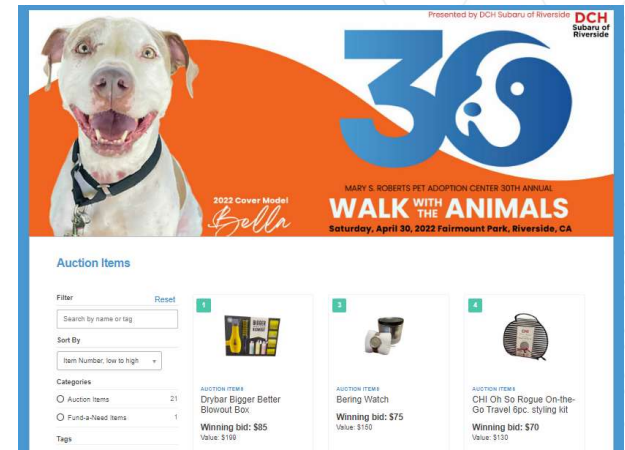 Presented by DCH Subaru of Riverside
DCH
Subaru of
Riverside
30
2022 Cover Model
Bella
MARY S. ROBERTS PET ADOPTION CENTER 30TH ANNUAL
WALK WITH THE ANIMALS
Saturday, April 30, 2022 Fairmount Park, Riverside, CA
Auction Items
Filter
Reset
Search by name or tag
Sort By
Item Number, low to high
Categories
Auction Items 21
Fund-a-Need Items 1
Tags
1
AUCTION ITEMS
Drybar Bigger Better
Blowout Box
Winning bid: $85
Value: $199
3
AUCTION ITEMS
Bering Watch
Winning bid: $75
Value: $150
4
CHI
AUCTION ITEMS
CHI Oh So Rogue On-the-
Go Travel 6pc. styling kit
Winning bid: $70
Value: $130